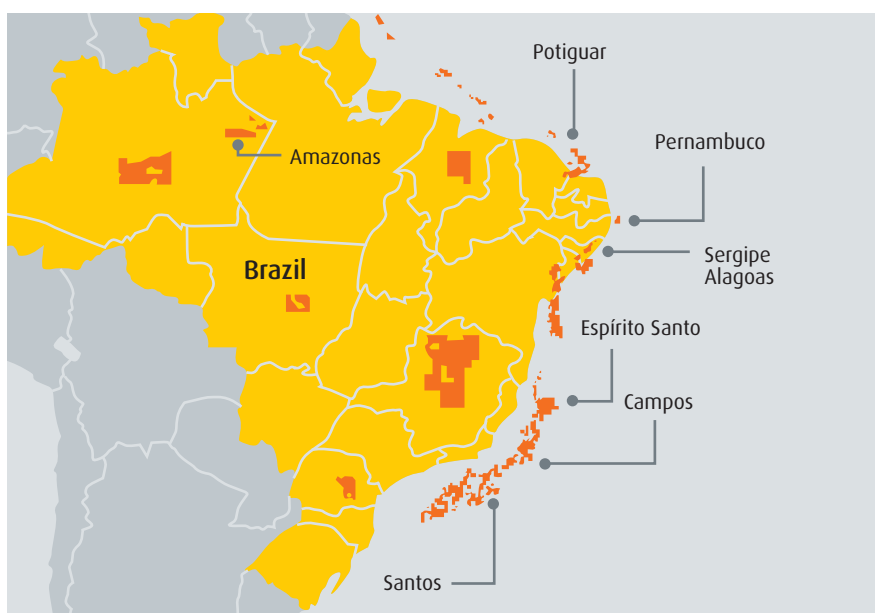 Potiguar
Pernambuco
Amazonas
Sergipe
Alagoas
Brazil
Espírito Santo
Campos
Santos